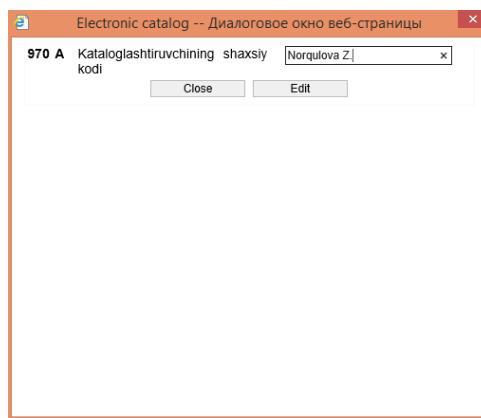 Electronic catalog -- Диалоговое окно веб-страницы
970 A Kataloglashtiruvchining shaxsiy kodi Norqulova Z.
Close Edit